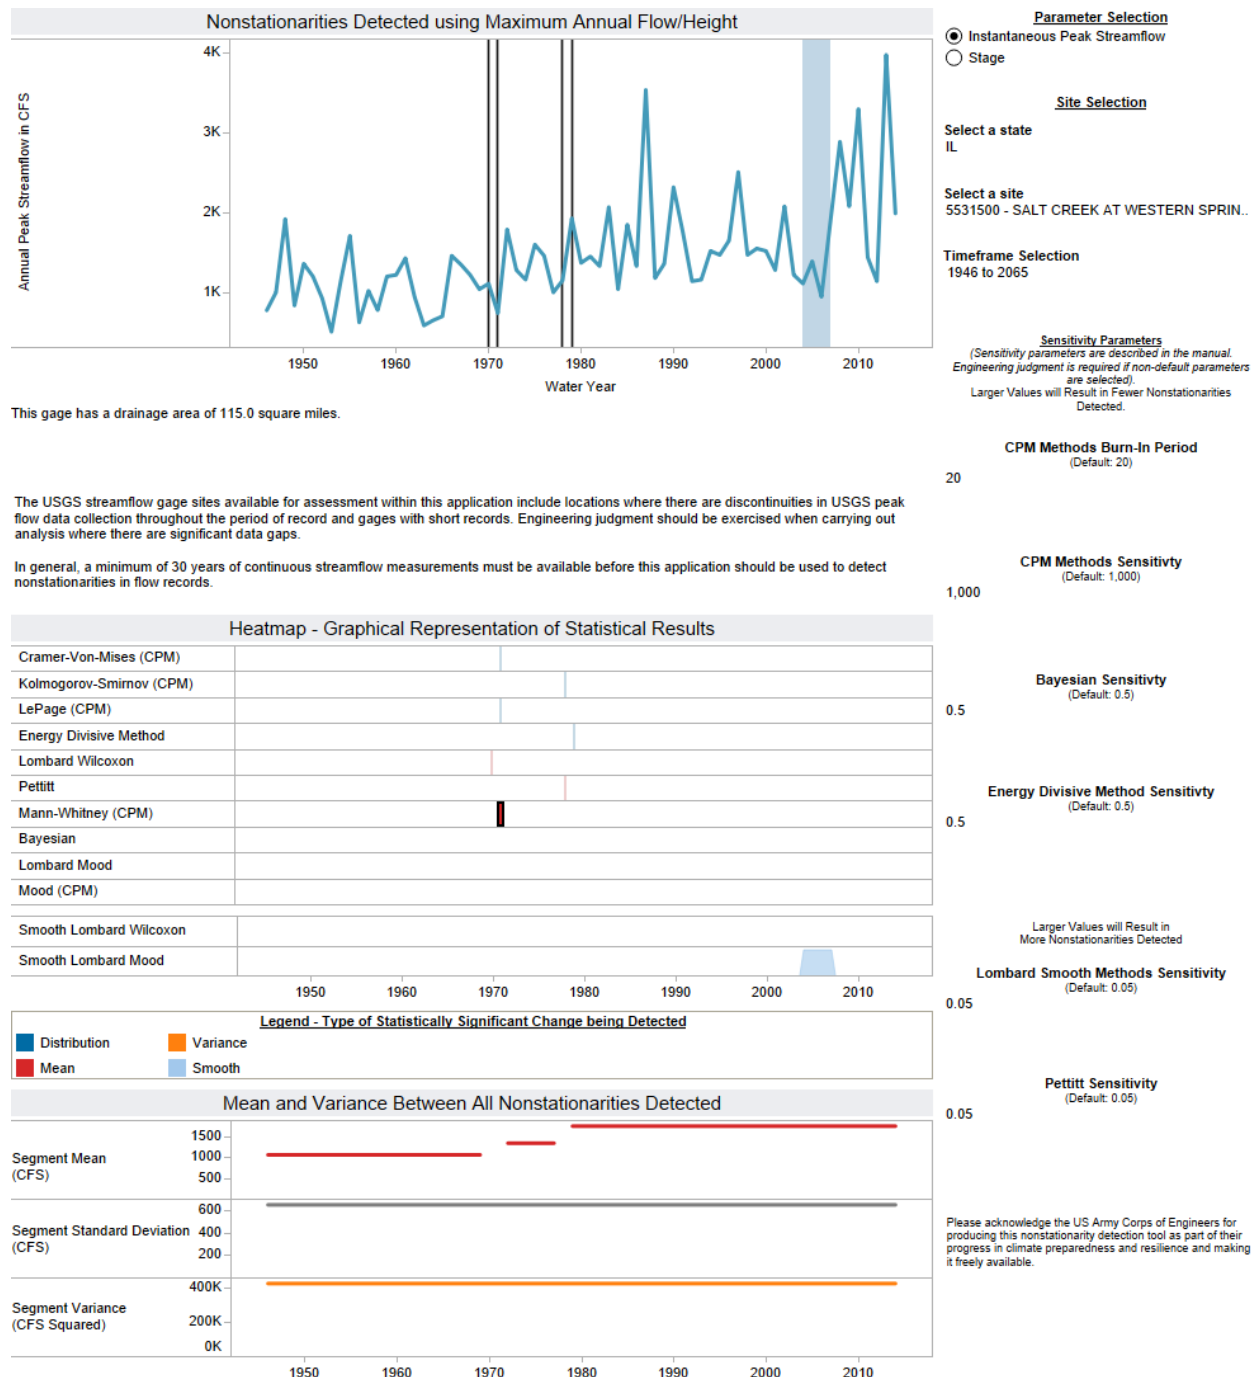 Nonstationarities Detected using Maximum Annual Flow/Height
Annual Peak Streamflow in CFS
4K
3K
2K
1K
1950
1960
1970
1980
1990
2000
2010
Water Year
This gage has a drainage area of 115.0 square miles.
The USGS streamflow gage sites available for assessment within this application include locations where there are discontinuities in USGS peak
flow data collection throughout the period of record and gages with short records. Engineering judgment should be exercised when carrying out
analysis where there are significant data gaps.
In general, a minimum of 30 years of continuous streamflow measurements must be available before this application should be used to detect
nonstationarities in flow records.
Heatmap - Graphical Representation of Statistical Results
Cramer-Von-Mises (CPM)
Kolmogorov-Smirnov (CPM)
LePage (CPM)
Energy Divisive Method
Lombard Wilcoxon
Pettitt
Mann-Whitney (CPM)
Bayesian
Lombard Mood
Mood (CPM)
Smooth Lombard Wilcoxon
Smooth Lombard Mood
1950
1960
1970
1980
1990
2000
2010
Legend - Type of Statistically Significant Change being Detected
Distribution
Variance
Mean
Smooth
Mean and Variance Between All Nonstationarities Detected
Segment Mean
(CFS)
1500
1000
500
Segment Standard Deviation
(CFS)
600
400
200
Segment Variance
(CFS Squared)
400K
200K
0K
1950
1960
1970
1980
1990
2000
2010
Parameter Selection
Instantaneous Peak Streamflow
Stage
Site Selection
Select a state
IL
Select a site
5531500 - SALT CREEK AT WESTERN SPRIN..
Timeframe Selection
1946 to 2065
Sensitivity Parameters
(Sensitivity parameters are described in the manual.
Engineering judgment is required if non-default parameters
are selected).
Larger Values will Result in Fewer Nonstationarities
Detected.
CPM Methods Burn-In Period
(Default: 20)
20
CPM Methods Sensitivty
(Default: 1,000)
1,000
Bayesian Sensitivty
(Default: 0.5)
0.5
Energy Divisive Method Sensitivty
(Default: 0.5)
0.5
Larger Values will Result in
More Nonstationarities Detected
Lombard Smooth Methods Sensitivity
(Default: 0.05)
0.05
Pettitt Sensitivity
(Default: 0.05)
0.05
Please acknowledge the US Army Corps of Engineers for
producing this nonstationarity detection tool as part of their
progress in climate preparedness and resilience and making
it freely available.